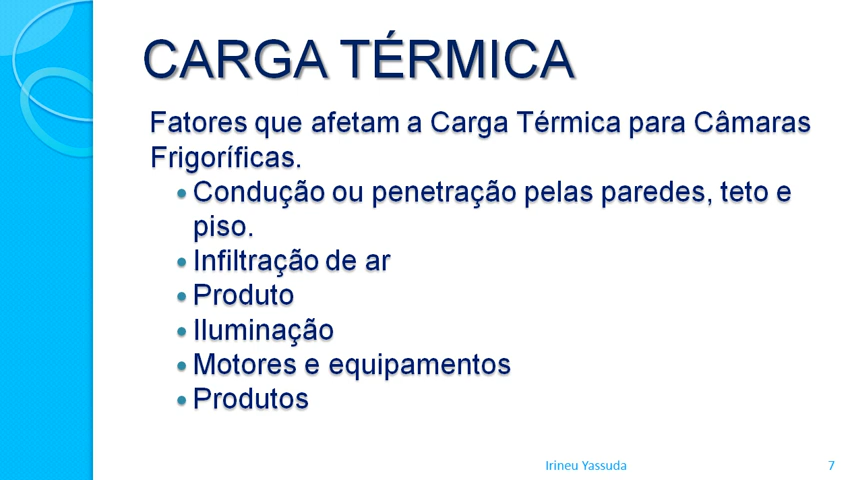 CARGA TÉRMICA
Fatores que afetam a Carga Térmica para Câmaras
Frigoríficas.
• Condução ou penetração pelas paredes, teto e
piso.
• Infiltração de ar
• Produto
• Iluminação
• Motores e equipamentos
• Produtos
Irineu Yassuda 7